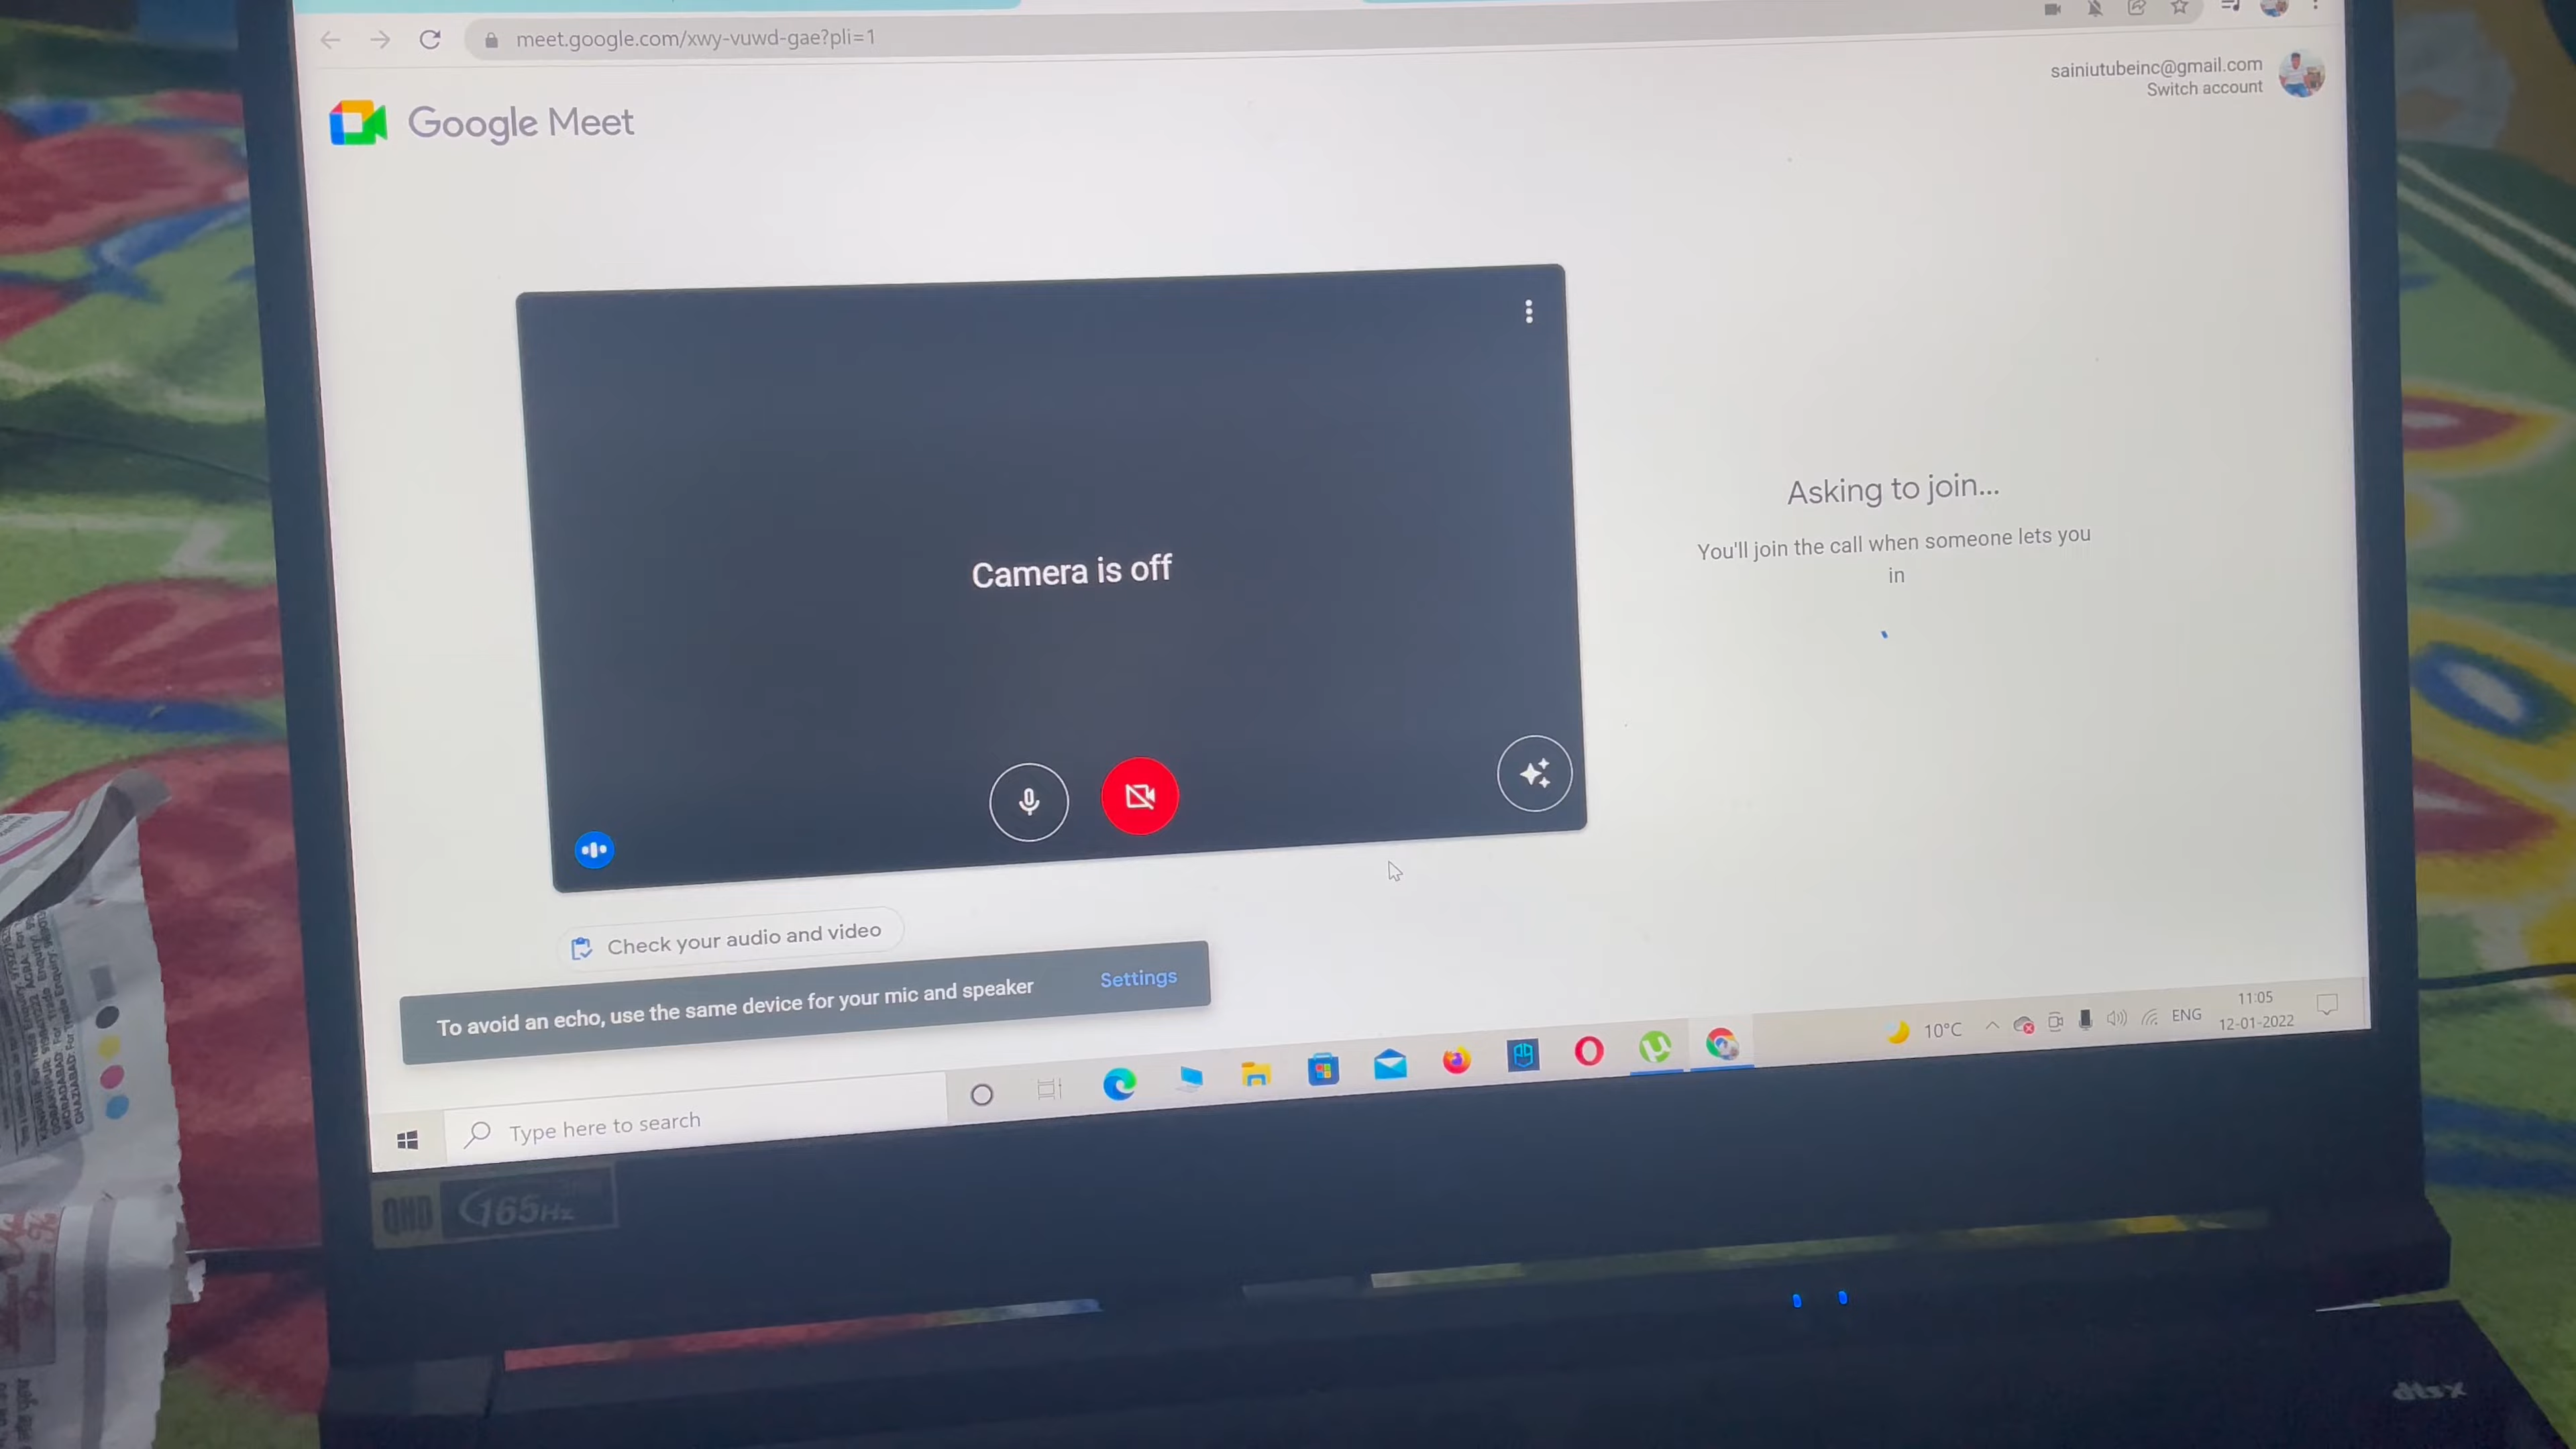 meet.google.com/xwy-vuwd-gae?pli=1
sainiutubeinc@gmail.com
Switch account
Google Meet
Camera is off
Asking to join...
You'll join the call when someone lets you
in
Check your audio and video
To avoid an echo, use the same device for your mic and speaker
Settings
Type here to search
10°C
ENG
11:05
12-01-2022
QHD
165Hz
dts x